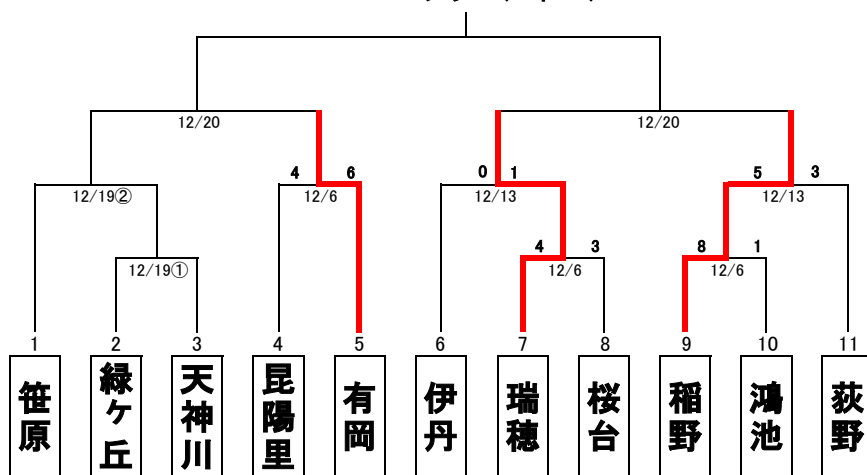 12/20 12/20
4 6 0 1 5 3
12/19② 12/6 12/13 12/13
4 3 8 1
12/19① 12/6 12/6
1 2 3 4 5 6 7 8 9 10 11
笹原
緑ヶ丘
天神川
昆陽里
有岡
伊丹
瑞穂
桜台
稲野
鴻池
荻野